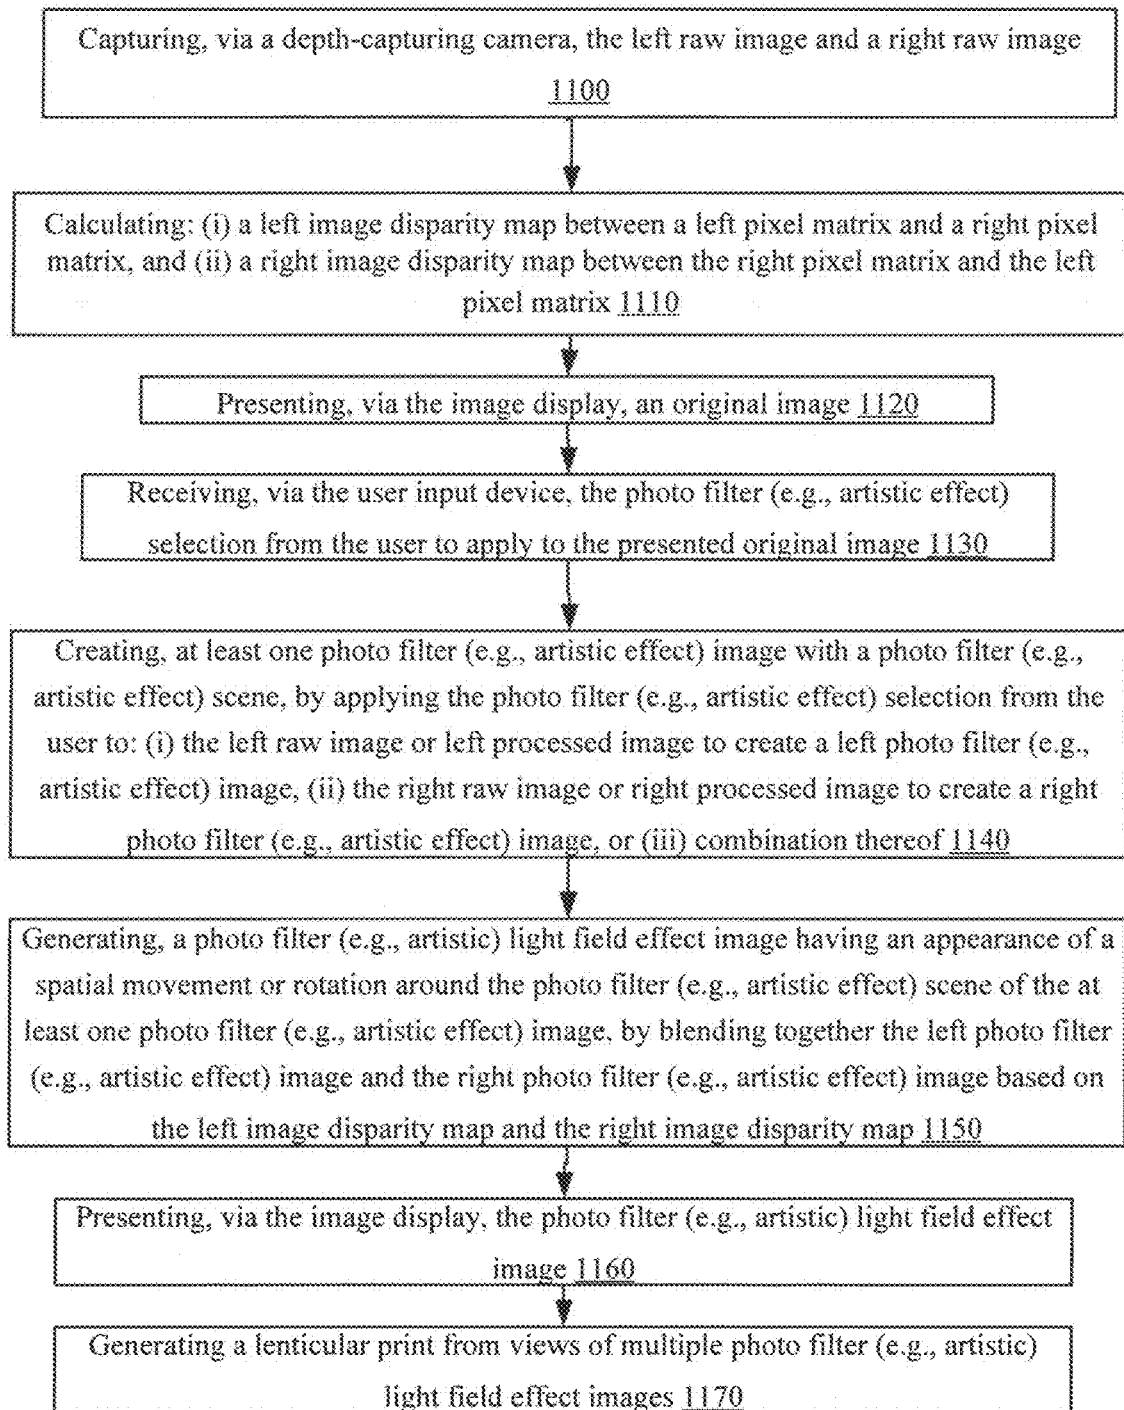 Capturing, via a depth-capturing camera, the left raw image and a right raw image
1100
Calculating: (i) a left image disparity map between a left pixel matrix and a right pixel
matrix, and (ii) a right image disparity map between the right pixel matrix and the left
pixel matrix 1110
Presenting, via the image display, an original image 1120
Receiving, via the user input device, the photo filter (e.g., artistic effect)
selection from the user to apply to the presented original image 1130
Creating, at least one photo filter (e.g., artistic effect) image with a photo filter (e.g.,
artistic effect) scene, by applying the photo filter (e.g., artistic effect) selection from the
user to: (i) the left raw image or left processed image to create a left photo filter (e.g.,
artistic effect) image, (ii) the right raw image or right processed image to create a right
photo filter (e.g., artistic effect) image, or (iii) combination thereof 1140
Generating, a photo filter (e.g., artistic) light field effect image having an appearance of a
spatial movement or rotation around the photo filter (e.g., artistic effect) scene of the at
least one photo filter (e.g., artistic effect) image, by blending together the left photo filter
(e.g., artistic effect) image and the right photo filter (e.g., artistic effect) image based on
the left image disparity map and the right image disparity map 1150
Presenting, via the image display, the photo filter (e.g., artistic) light field effect
image 1160
Generating a lenticular print from views of multiple photo filter (e.g., artistic)
light field effect images 1170